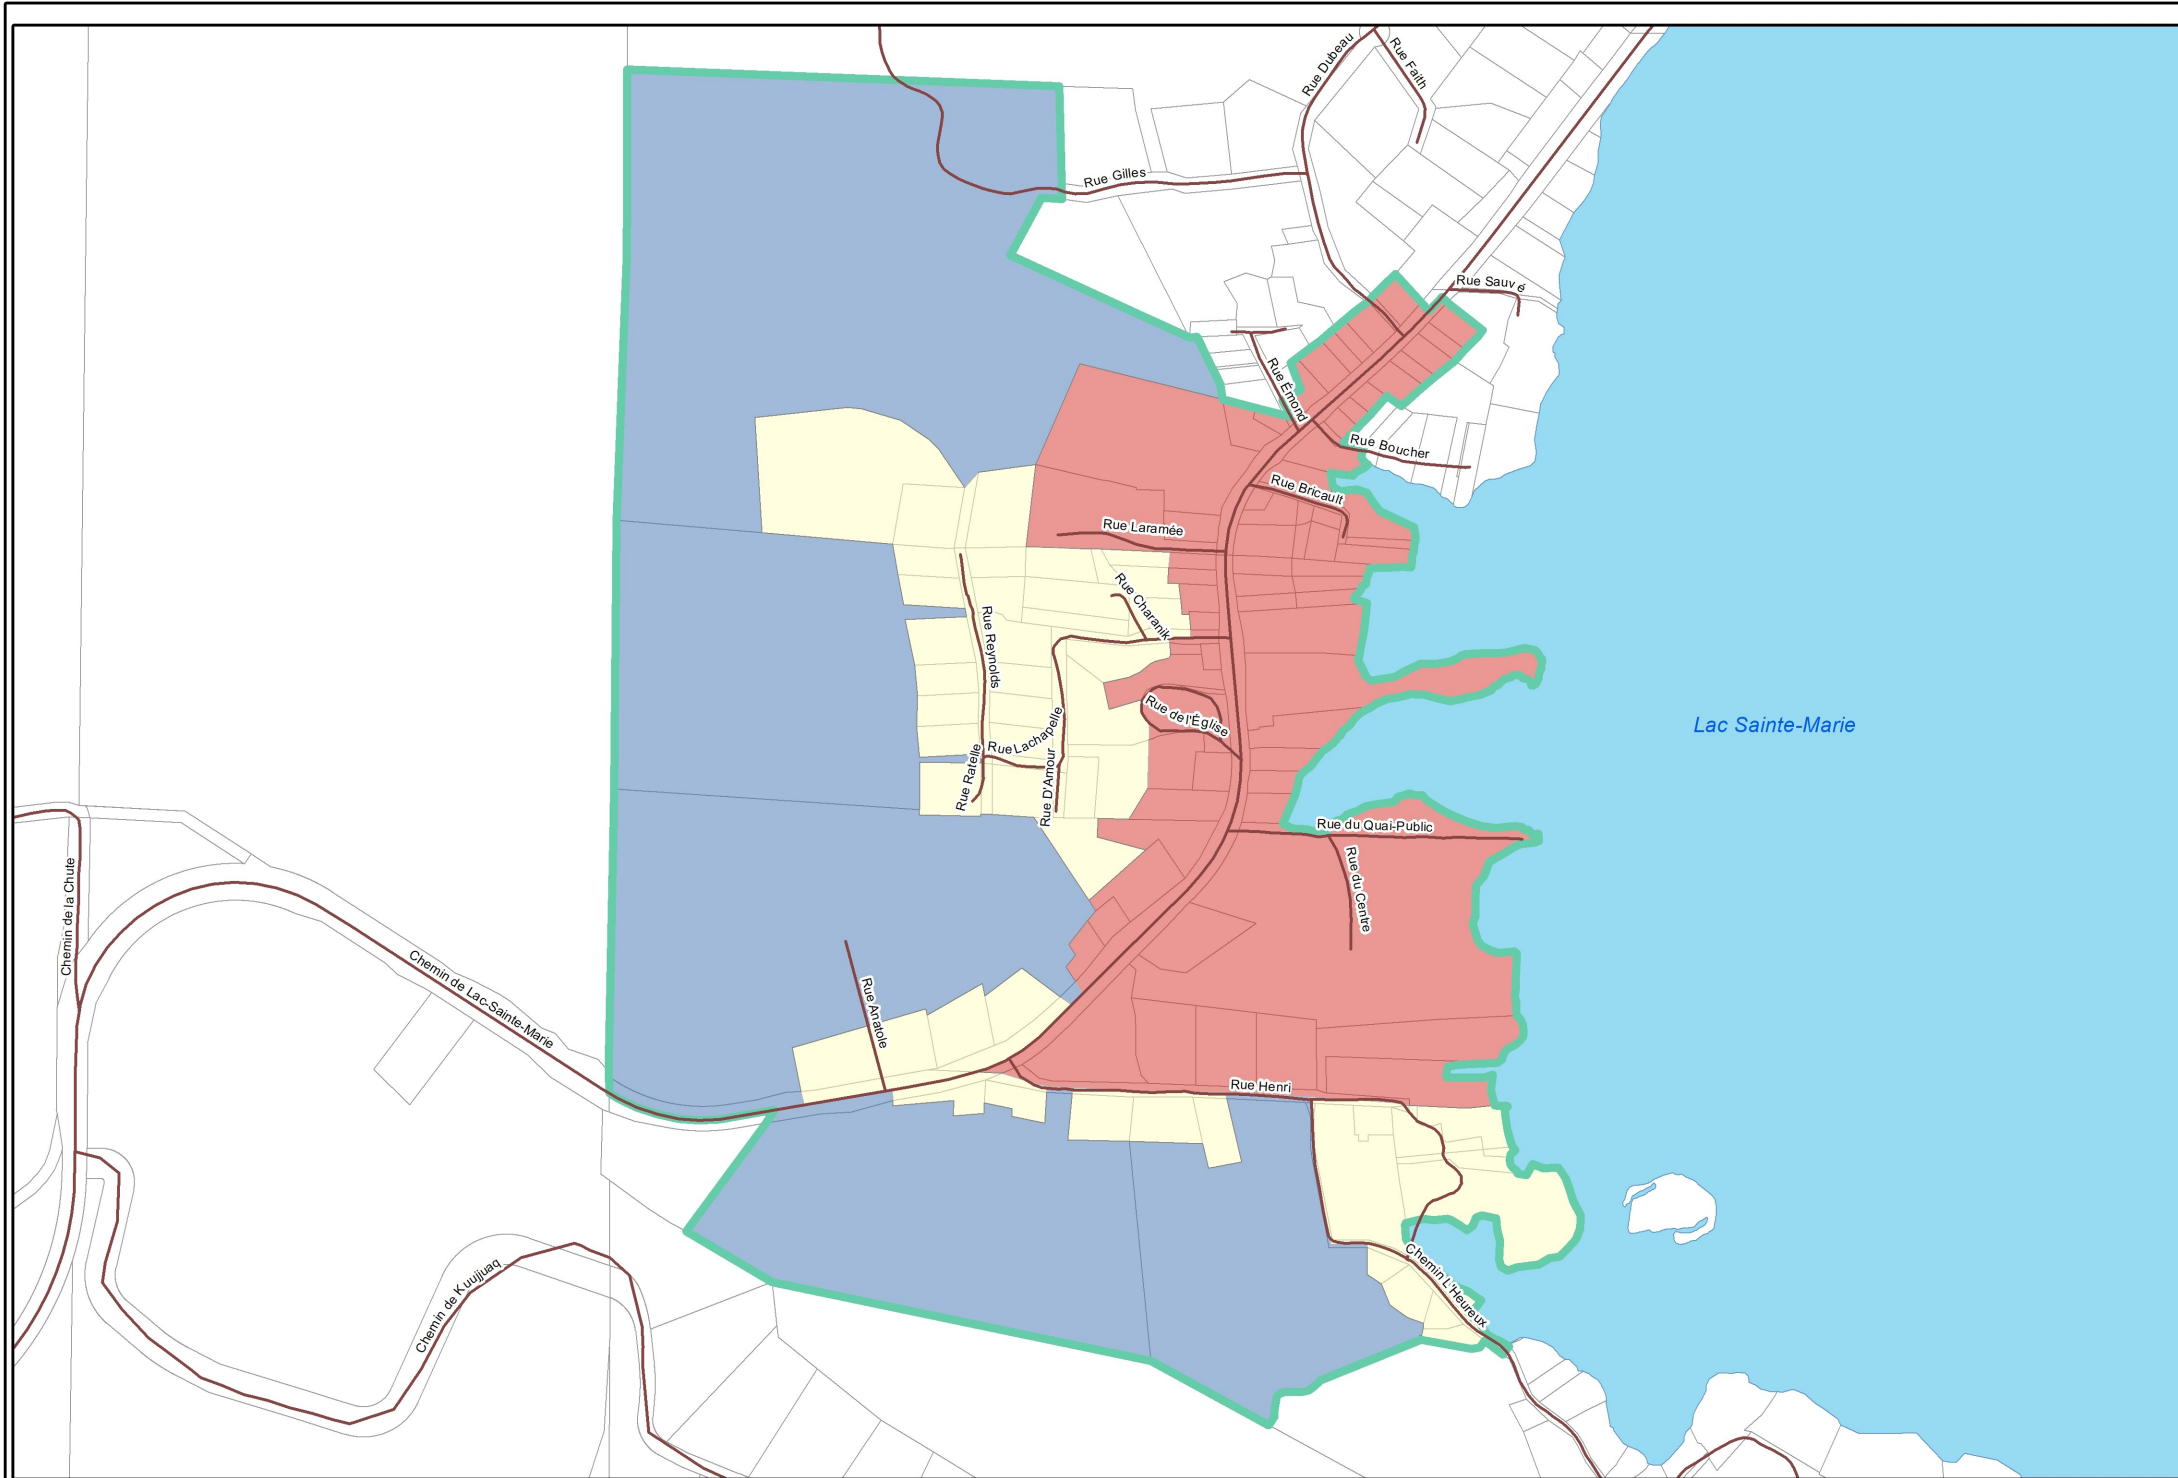 Rue Dubeau
Rue Faith
Rue Gilles
Rue Sauvé
Rue Émond
Rue Boucher
Rue Bricault
Rue Laramée
Rue Charanik
Rue Reynolds
Rue de l'Église
Lac Sainte-Marie
Rue Lachapelle
Rue Ratelle
Rue D'Amour
Rue du Quai-Public
Rue du Centre
Chemin de la Chute
Chemin de Lac-Sainte-Marie
Rue Anatole
Rue Henri
Chemin de Kuujjuaq
Chemin L'Heureux